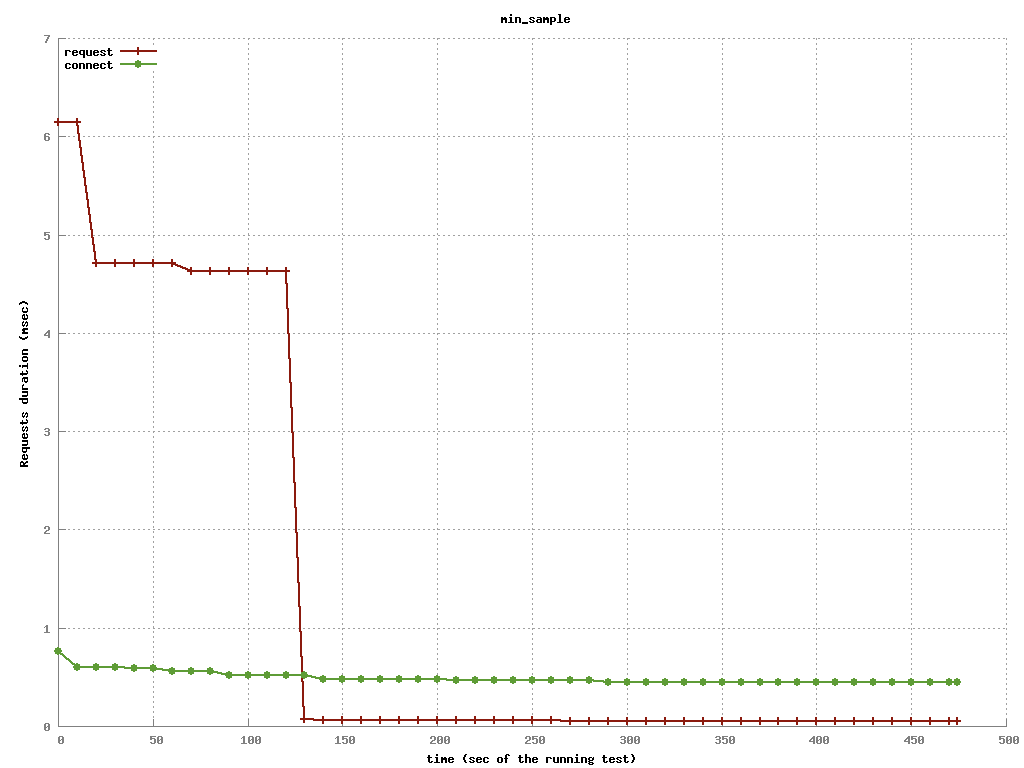 min_sample
request
connect
7
6
5
4
3
2
1
0
Requests duration (msec)
0 50 100 150 200 250 300 350 400 450 500
time (sec of the running test)